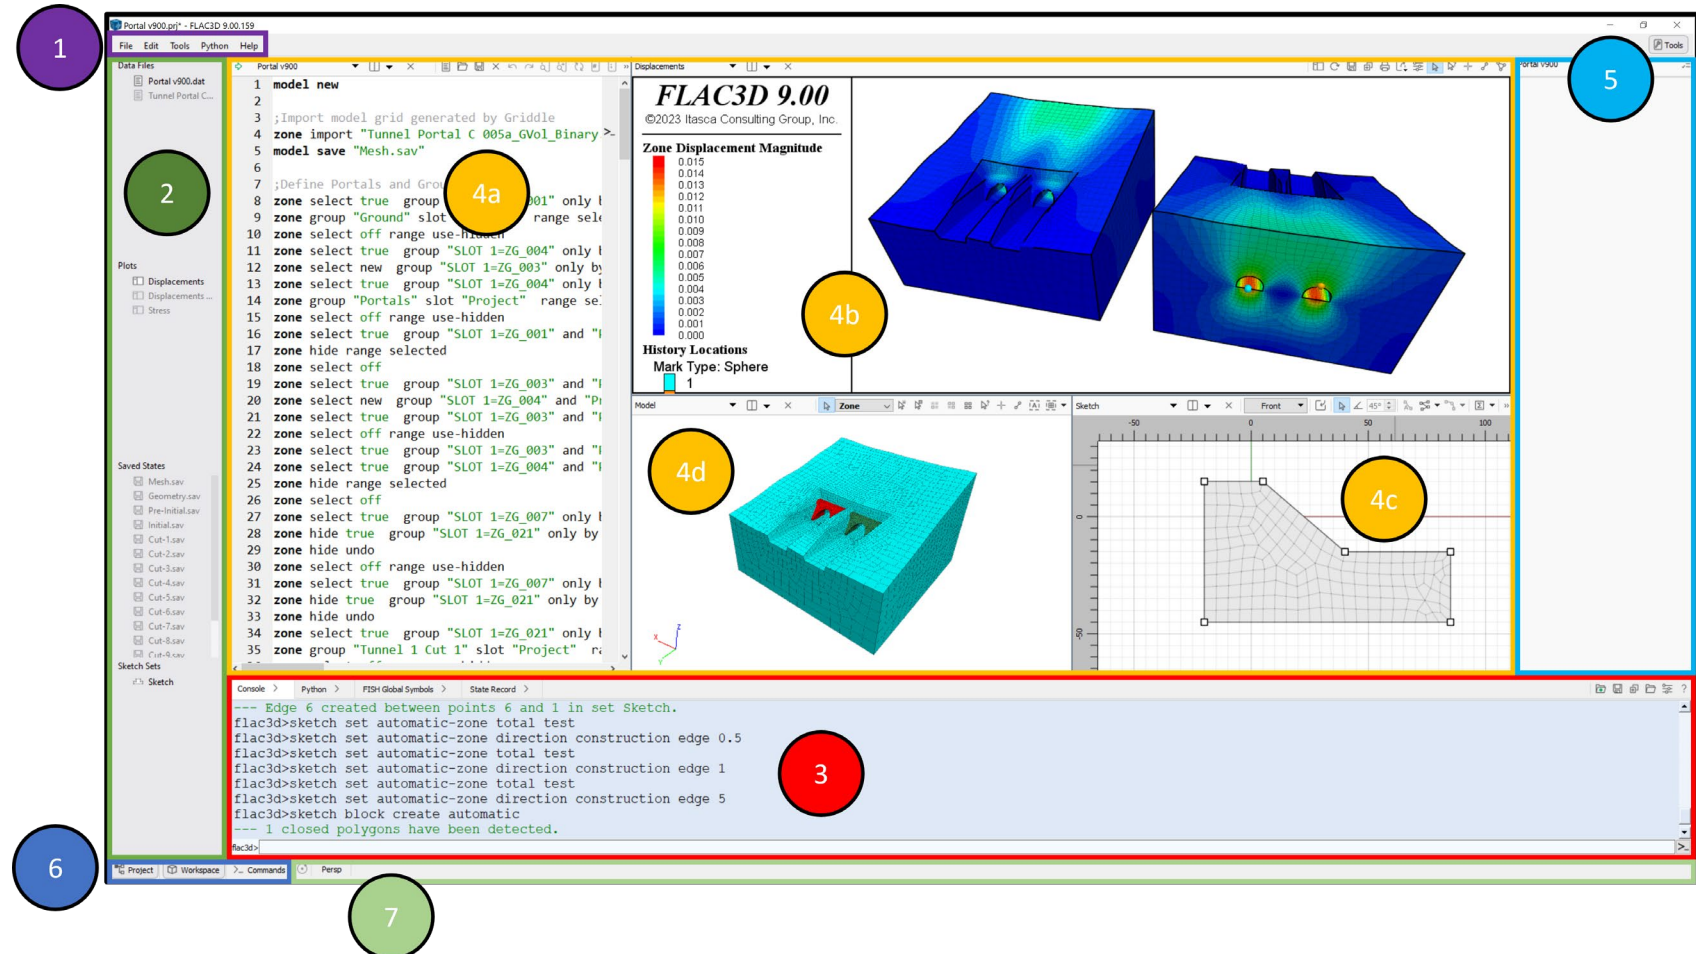 Portal v900.prj* - FLAC3D 9.00.159
File Edit Tools Python Help
Tools
1
2
3
4a
4b
4c
4d
5
6
7
Data Files
Portal v900.dat
Tunnel Portal C...
Plots
Displacements
Displacements ...
Stress
Saved States
Mesh.sav
Geometry.sav
Pre-Initial.sav
Initial.sav
Cut-1.sav
Cut-2.sav
Cut-3.sav
Cut-4.sav
Cut-5.sav
Cut-6.sav
Cut-7.sav
Cut-8.sav
Cut-9.sav
Sketch Sets
Sketch
Portal v900
1 model new
2
3 ;Import model grid generated by Griddle
4 zone import "Tunnel Portal C 005a_GVol_Binary
5 model save "Mesh.sav"
6
7 ;Define Portals and
8 zone select true group 001" only
9 zone group "Ground" slot range sele
10 zone select off range use-hidden
11 zone select true group "SLOT 1=ZG_004" only
12 zone select new group "SLOT 1=ZG_003" only by
13 zone select true group "SLOT 1=ZG_004" only
14 zone group "Portals" slot "Project" range se
15 zone select off range use-hidden
16 zone select true group "SLOT 1=ZG_001" and
17 zone hide range selected
18 zone select off
19 zone select true group "SLOT 1=ZG_003" and
20 zone select new group "SLOT 1=ZG_004" and
21 zone select true group "SLOT 1=ZG_003" and
22 zone select off range use-hidden
23 zone select true group "SLOT 1=ZG_003" and
24 zone select true group "SLOT 1=ZG_004" and
25 zone hide range selected
26 zone select off
27 zone select true group "SLOT 1=ZG_007" only
28 zone hide true group "SLOT 1=ZG_021" only by
29 zone hide undo
30 zone select off range use-hidden
31 zone select true group "SLOT 1=ZG_007" only
32 zone hide true group "SLOT 1=ZG_021" only by
33 zone hide undo
34 zone select true group "SLOT 1=ZG_021" only
35 zone group "Tunnel 1 Cut 1" slot "Project"
Displacements
FLAC3D 9.00
©2023 Itasca Consulting Group, Inc.
Zone Displacement Magnitude
0.015
0.014
0.013
0.012
0.011
0.010
0.009
0.008
0.007
0.006
0.005
0.004
0.003
0.002
0.001
0.000
History Locations
Mark Type: Sphere
1
Model
Zone
X
Y
Z
Sketch
Front
45°
-50 0 50 100
0
-50
Portal v900
Console Python FISH Global Symbols State Record
--- Edge 6 created between points 6 and 1 in set Sketch.
flac3d>sketch set automatic-zone total test
flac3d>sketch set automatic-zone direction construction edge 0.5
flac3d>sketch set automatic-zone total test
flac3d>sketch set automatic-zone direction construction edge 1
flac3d>sketch set automatic-zone total test
flac3d>sketch set automatic-zone direction construction edge 5
flac3d>sketch block create automatic
--- 1 closed polygons have been detected.
flac3d>
Project Workspace Commands Persp